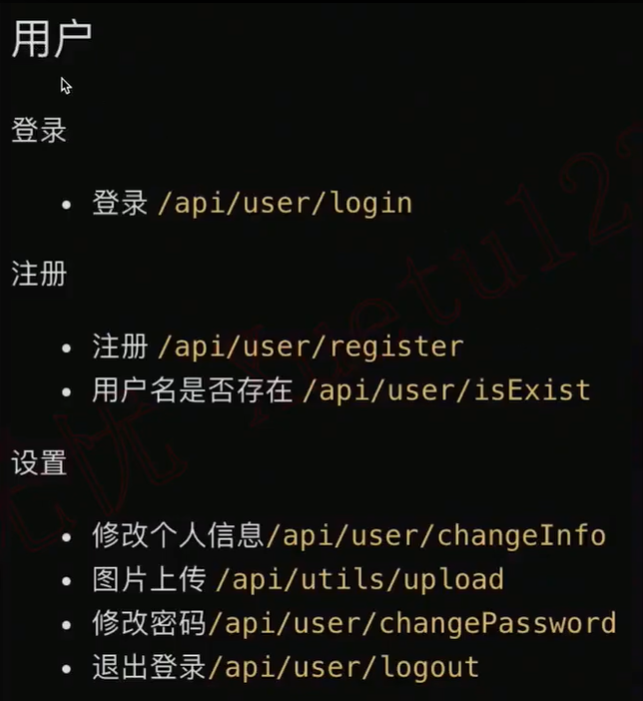 用户
登录
登录 /api/user/login
注册
注册 /api/user/register
用户名是否存在 /api/user/isExist
设置
修改个人信息/api/user/changeInfo
图片上传 /api/utils/upload
修改密码/api/user/changePassword
退出登录/api/user/logout